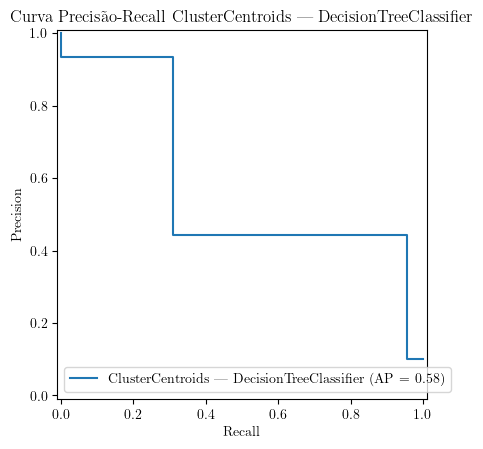 Curva Precisão-Recall ClusterCentroids — DecisionTreeClassifier
1.0
0.8
0.6
0.4
0.2
0.0
Precision
ClusterCentroids — DecisionTreeClassifier (AP = 0.58)
0.0 0.2 0.4 0.6 0.8 1.0
Recall